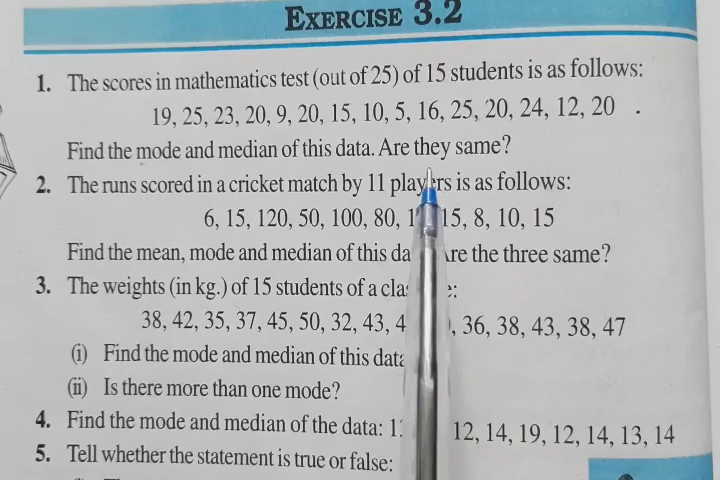 EXERCISE 3.2
1. The scores in mathematics test (out of 25) of 15 students is as follows:
19, 25, 23, 20, 9, 20, 15, 10, 5, 16, 25, 20, 24, 12, 20
Find the mode and median of this data. Are they same?
2. The runs scored in a cricket match by 11 players is as follows:
6, 15, 120, 50, 100, 80, 15, 8, 10, 15
Find the mean, mode and median of this the three same?
3. The weights (in kg.) of 15 students of a
38, 42, 35, 37, 45, 50, 32, 43, 36, 38, 43, 38, 47
(i) Find the mode and median of this
(ii) Is there more than one mode?
4. Find the mode and median of the data: 12, 14, 19, 12, 14, 13, 14
5. Tell whether the statement is true or false: